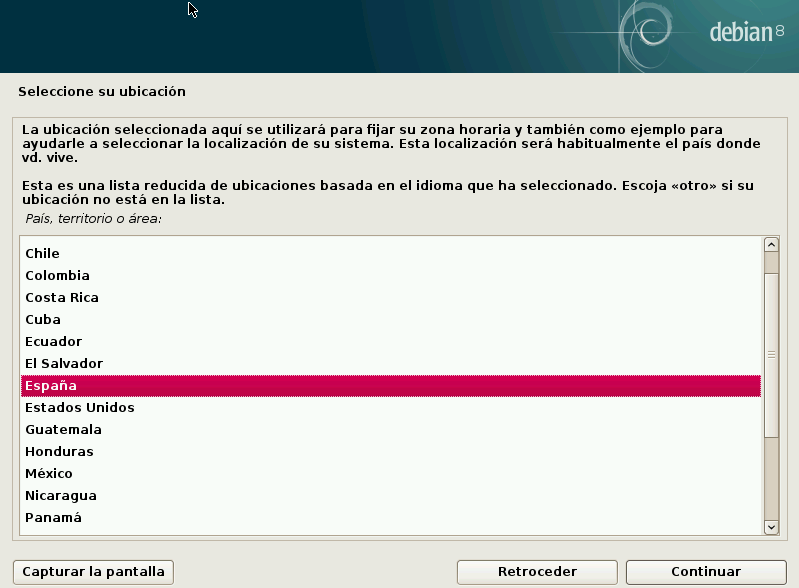 debian 8
Seleccione su ubicación
La ubicación seleccionada aquí se utilizará para fijar su zona horaria y también como ejemplo para
ayudarle a seleccionar la localización de su sistema. Esta localización será habitualmente el país donde
vd. vive.
Esta es una lista reducida de ubicaciones basada en el idioma que ha seleccionado. Escoja «otro» si su
ubicación no está en la lista.
País, territorio o área:
Chile
Colombia
Costa Rica
Cuba
Ecuador
El Salvador
España
Estados Unidos
Guatemala
Honduras
México
Nicaragua
Panamá
Capturar la pantalla
Retroceder
Continuar